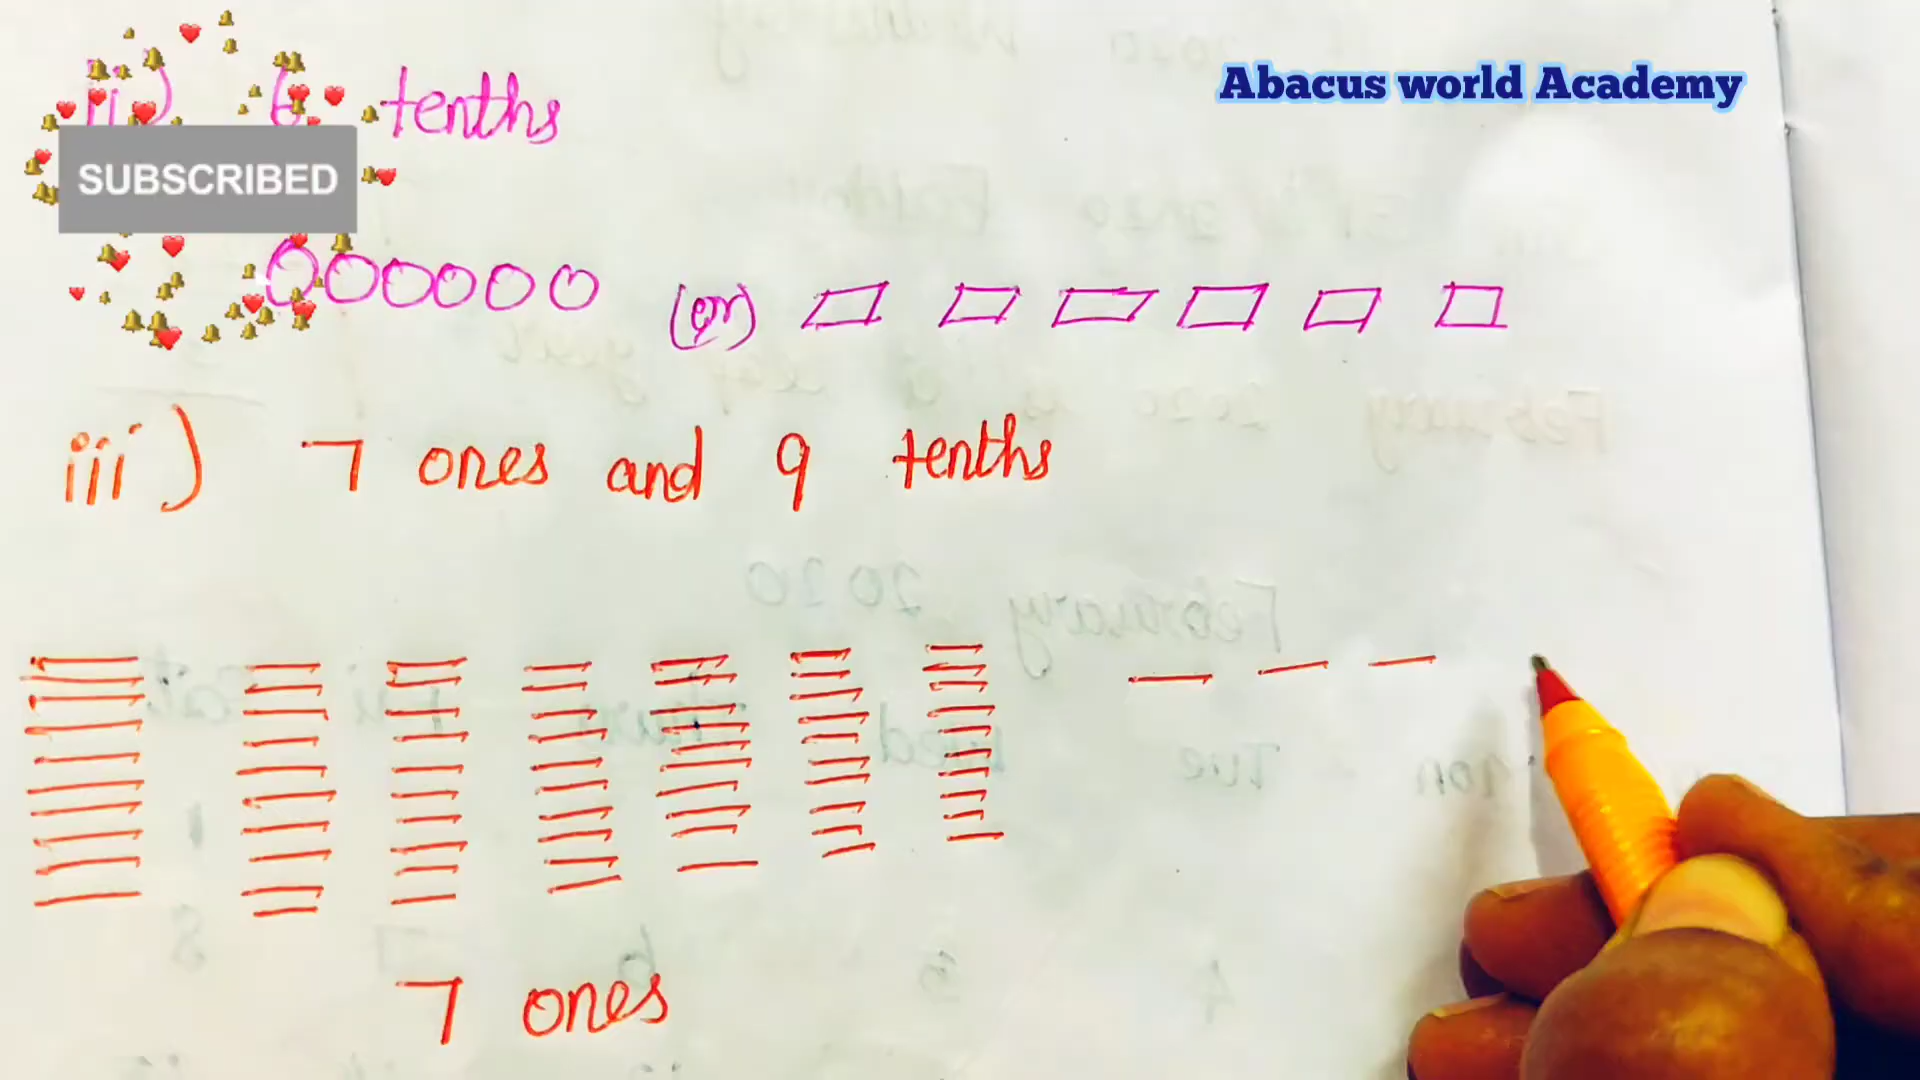 Abacus world Academy
ii) 6 tenths
SUBSCRIBED
(or)
iii) 7 ones and 9 tenths
7 ones